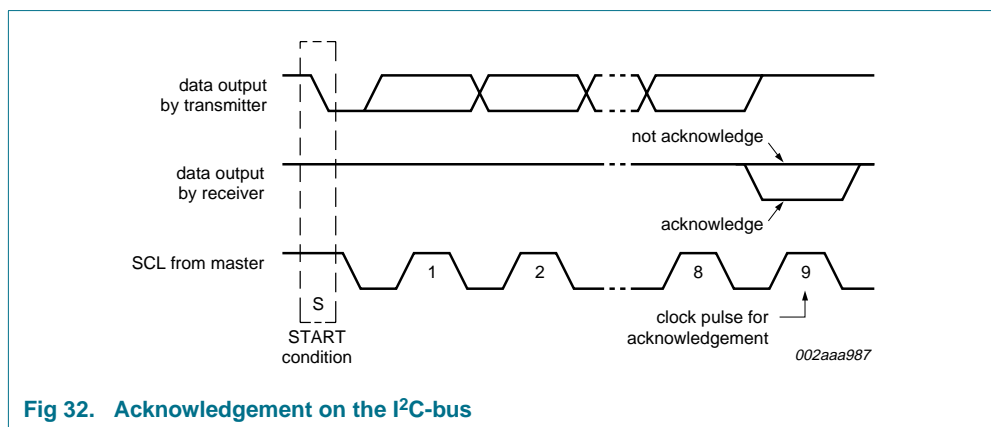 data output
by transmitter
not acknowledge
data output
by receiver
acknowledge
SCL from master
1
2
8
9
S
START
condition
clock pulse for
acknowledgement
002aaa987
Fig 32. Acknowledgement on the I²C-bus